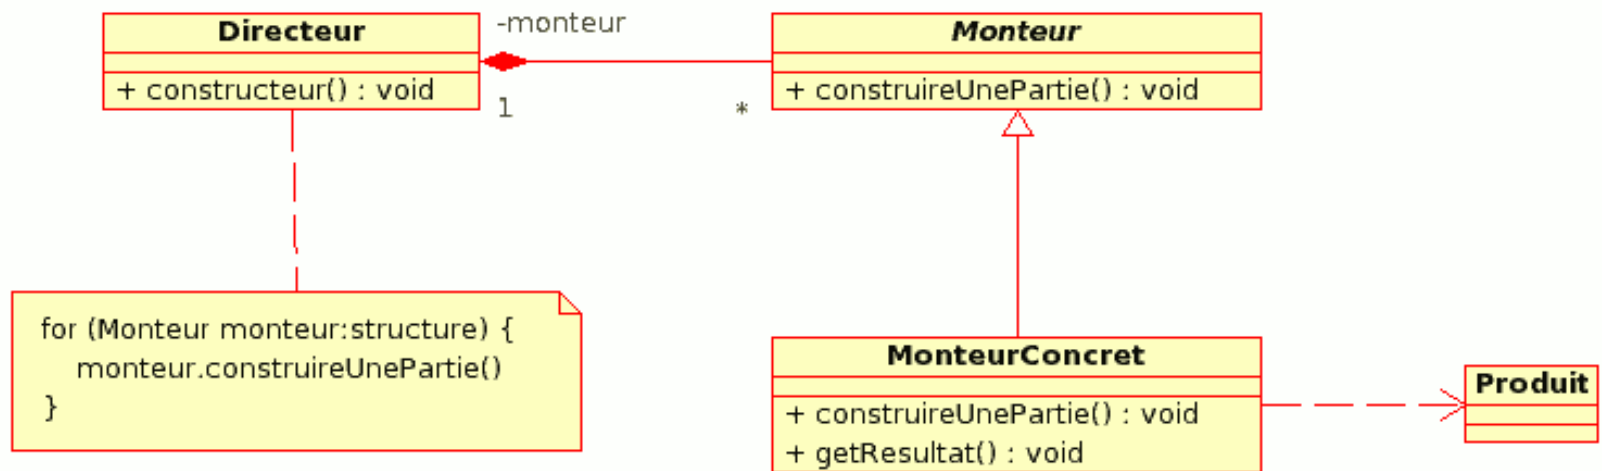 Directeur
+ constructeur() : void
-monteur
1
*
Monteur
+ construireUnePartie() : void
for (Monteur monteur:structure) {
monteur.construireUnePartie()
}
MonteurConcret
+ construireUnePartie() : void
+ getResultat() : void
Produit